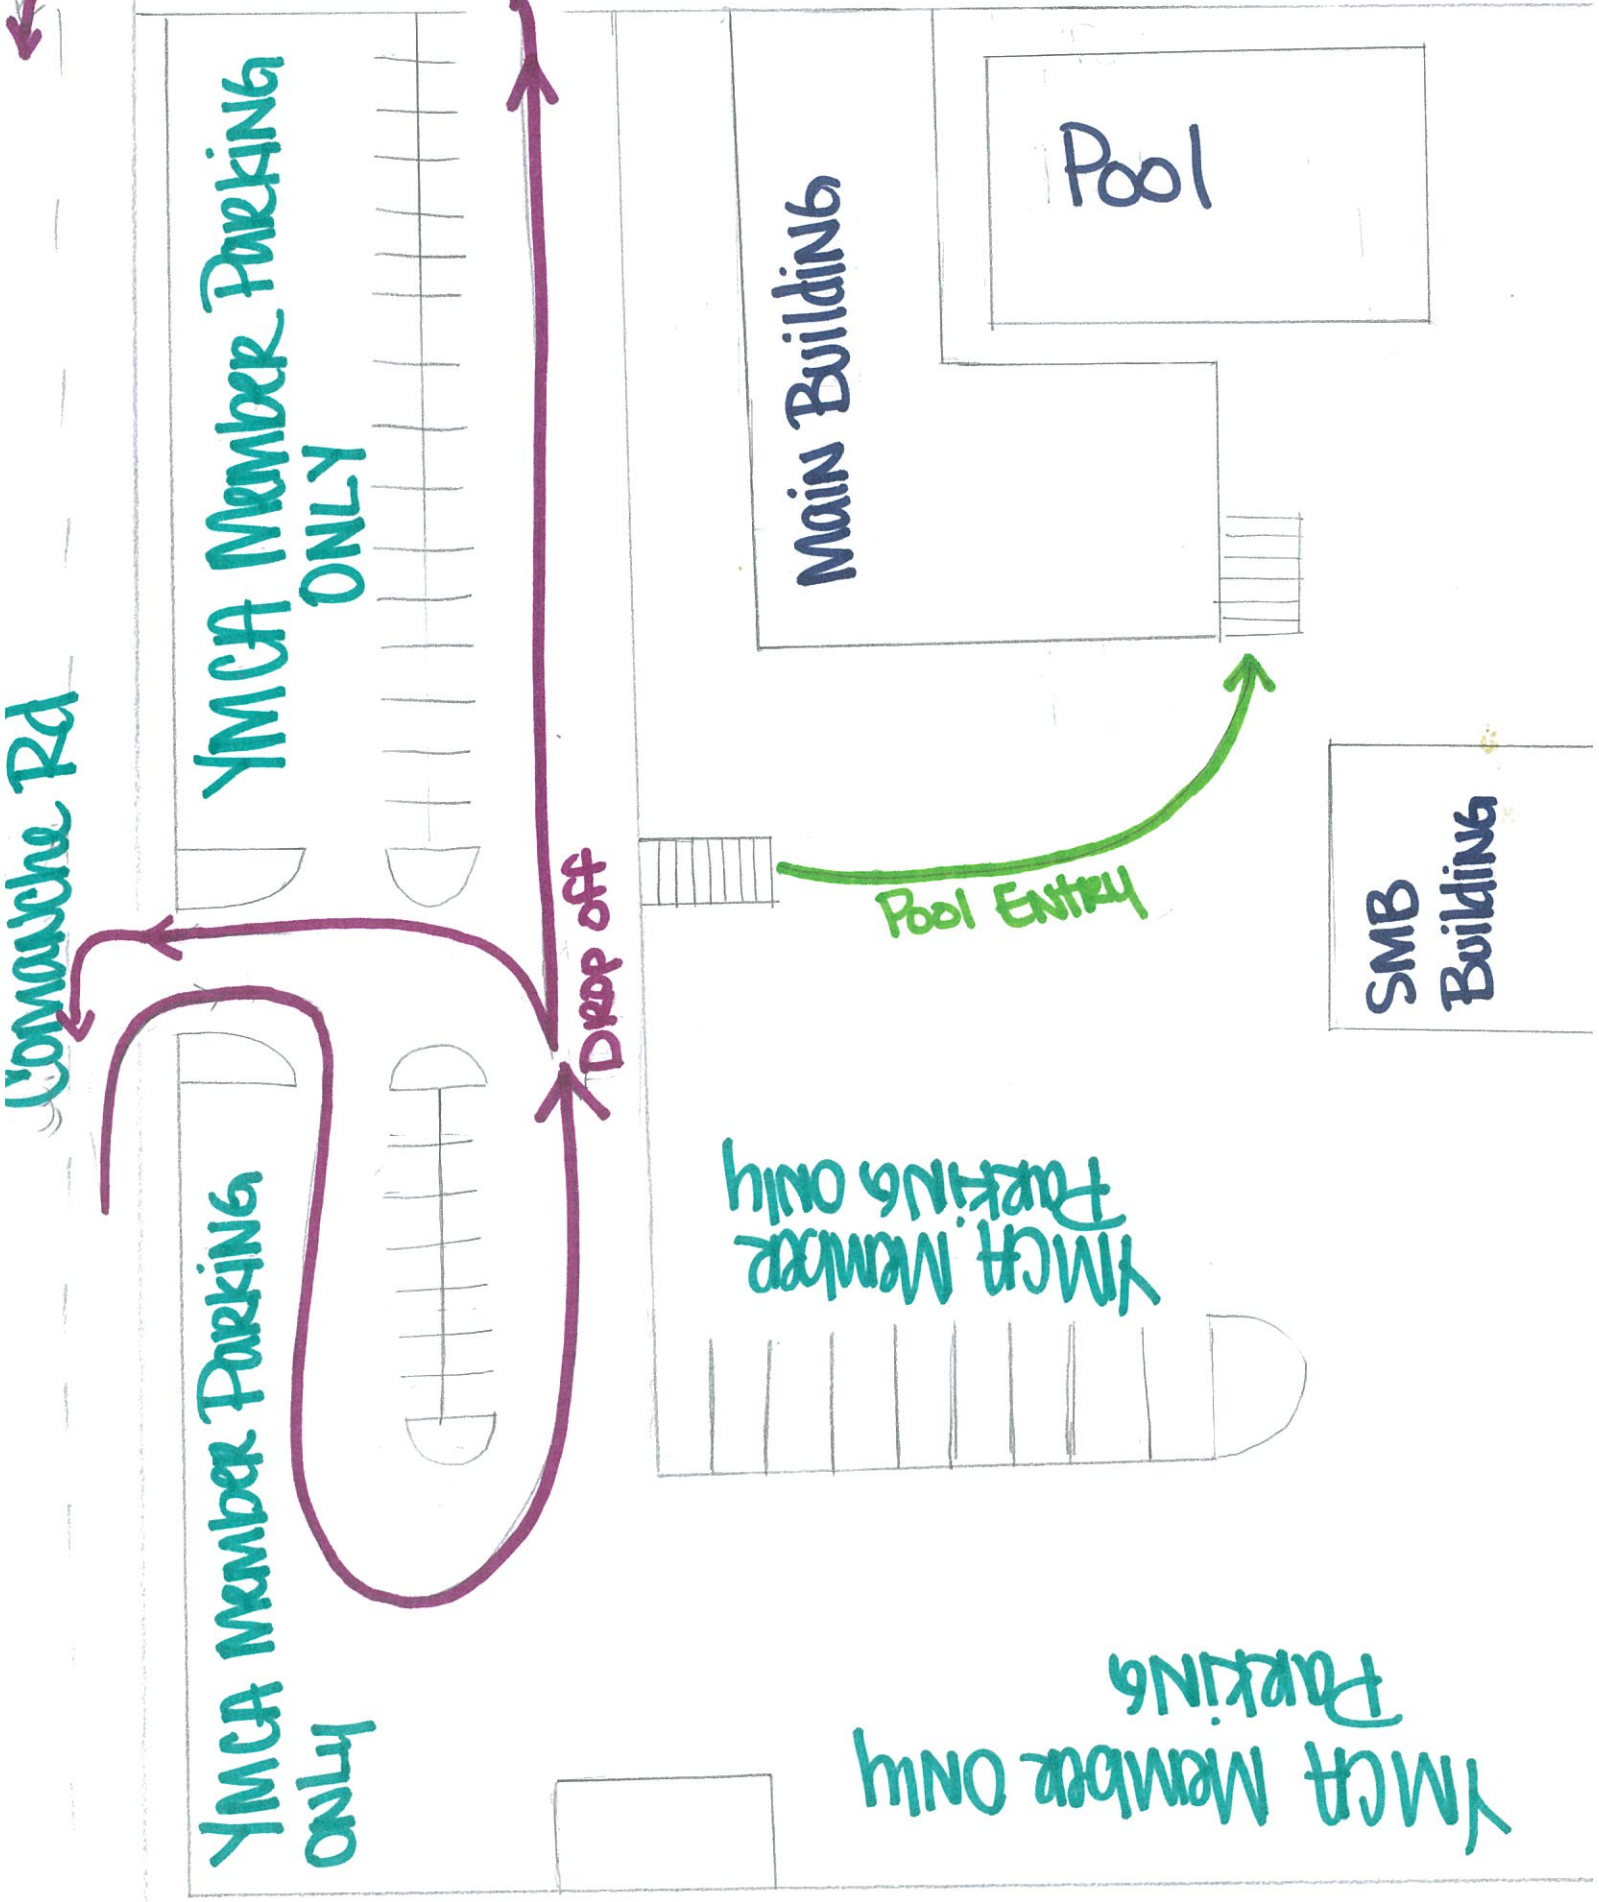 Comanche Rd
YMCA Member Parking
ONLY
YMCA Member Parking
ONLY
Drop off
Main Building
Pool
Pool Entry
SMB
Building
YMCA Member
Parking Only
YMCA Member Only
Parking